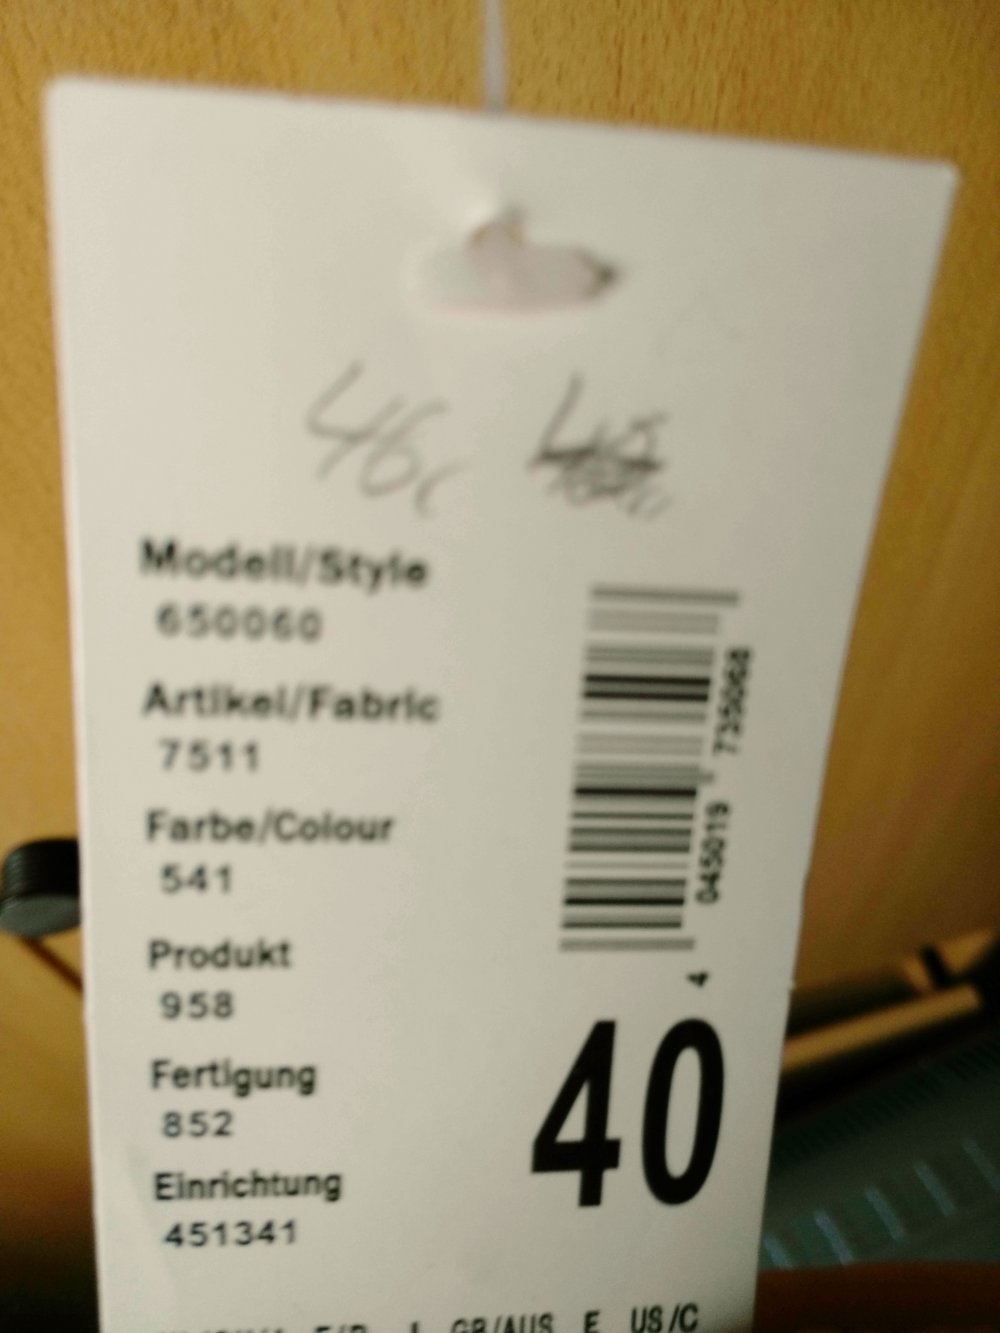 46
Modell/Style
650060
Artikel/Fabric
7511
Farbe/Colour
541
Produkt
958
Fertigung
852
Einrichtung
451341
4 045019 735068
40
GB/AUS E US/C